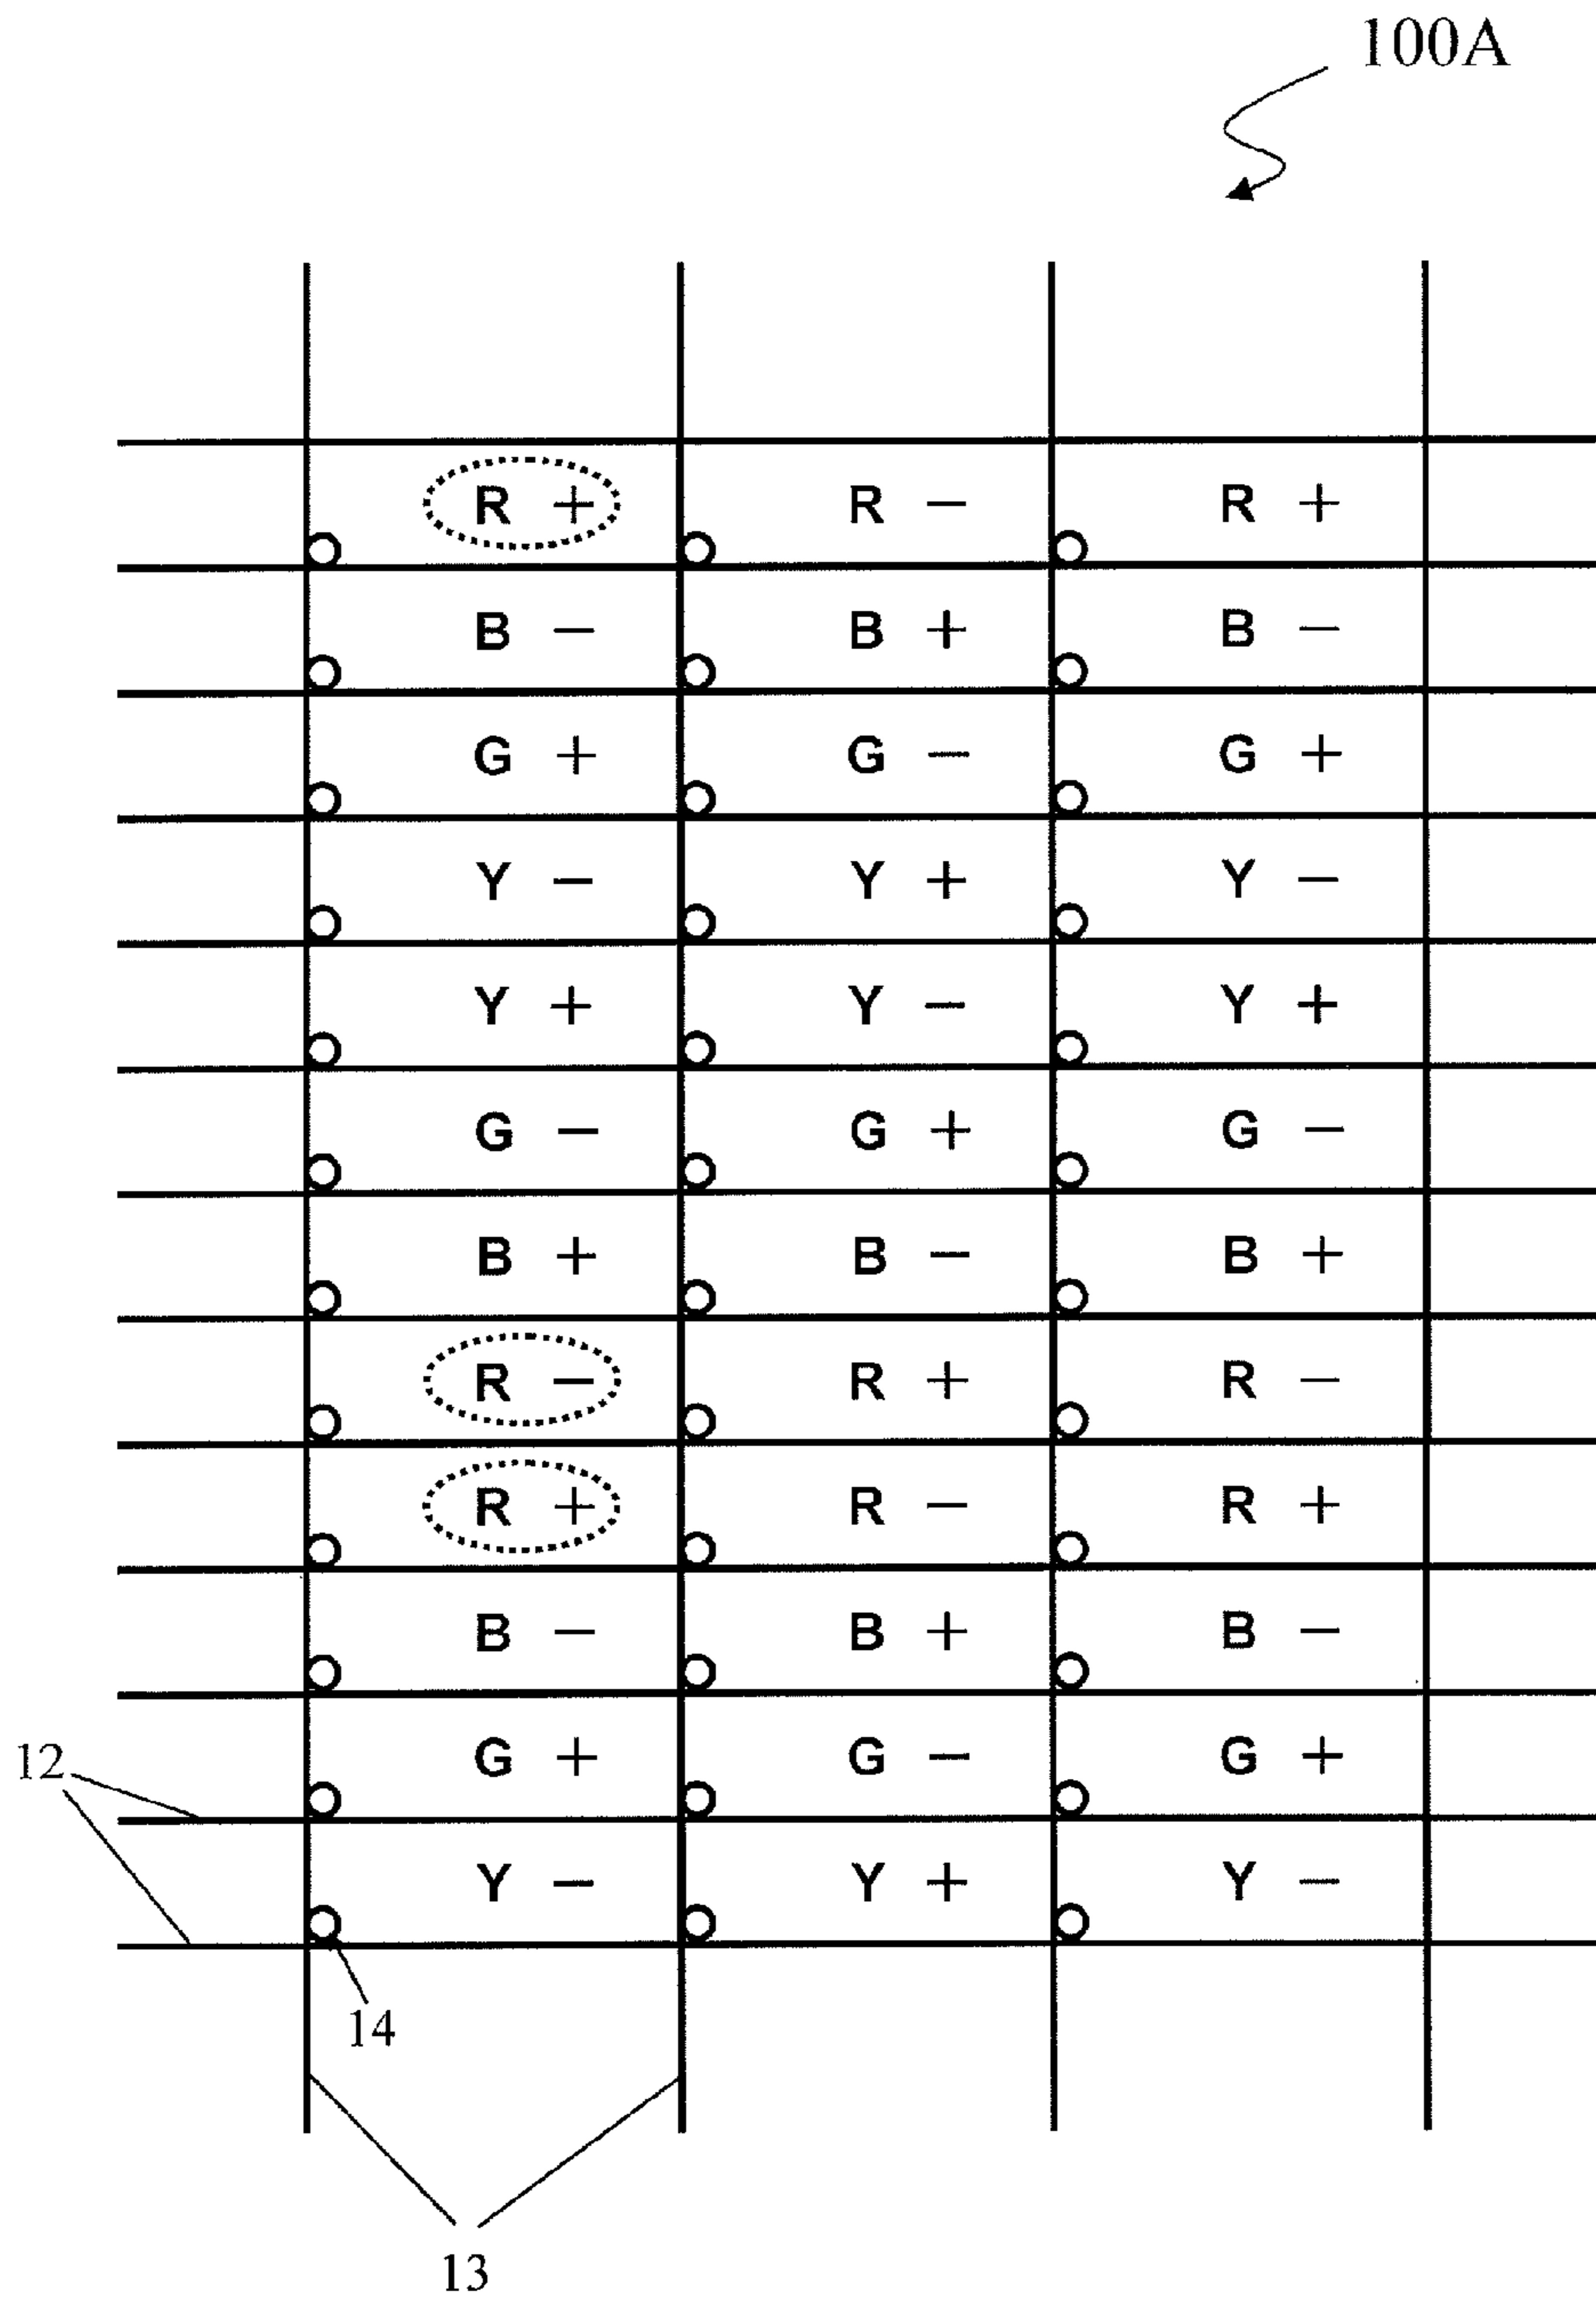 100A
R + R − R +
B − B + B −
G + G − G +
Y − Y + Y −
Y + Y − Y +
G − G + G −
B + B − B +
R − R + R −
R + R − R +
B − B + B −
G + G − G +
12
Y − Y + Y −
14
13